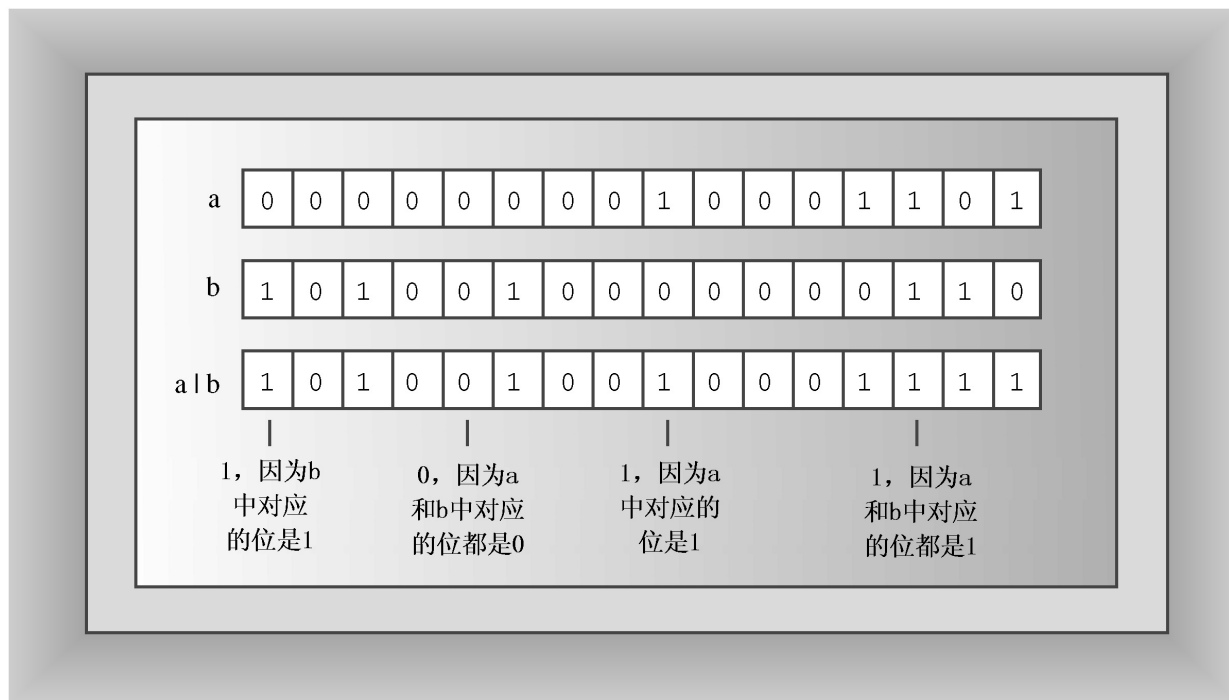 a 0 0 0 0 0 0 0 0 1 0 0 0 1 1 0 1
b 1 0 1 0 0 1 0 0 0 0 0 0 0 1 1 0
a|b 1 0 1 0 0 1 0 0 1 0 0 0 1 1 1 1
1，因为b
中对应
的位是1
0，因为a
和b中对应
的位都是0
1，因为a
中对应的
位是1
1，因为a
和b中对应
的位都是1